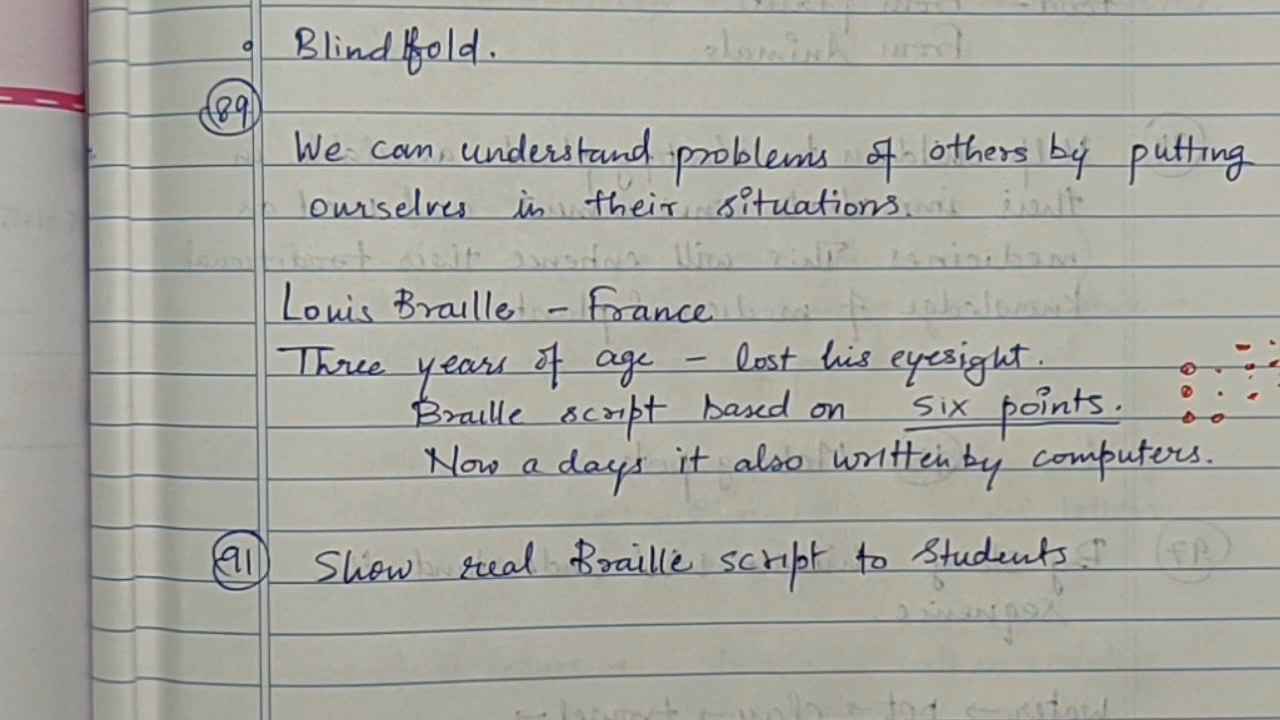 Blindfold.
89
We can understand problems of others by putting
ourselves in their situations.
Louis Braille - France
Three years of age - lost his eyesight.
Braille script based on six points.
Now a days it also written by computers.
91 Show real Braille script to Students.